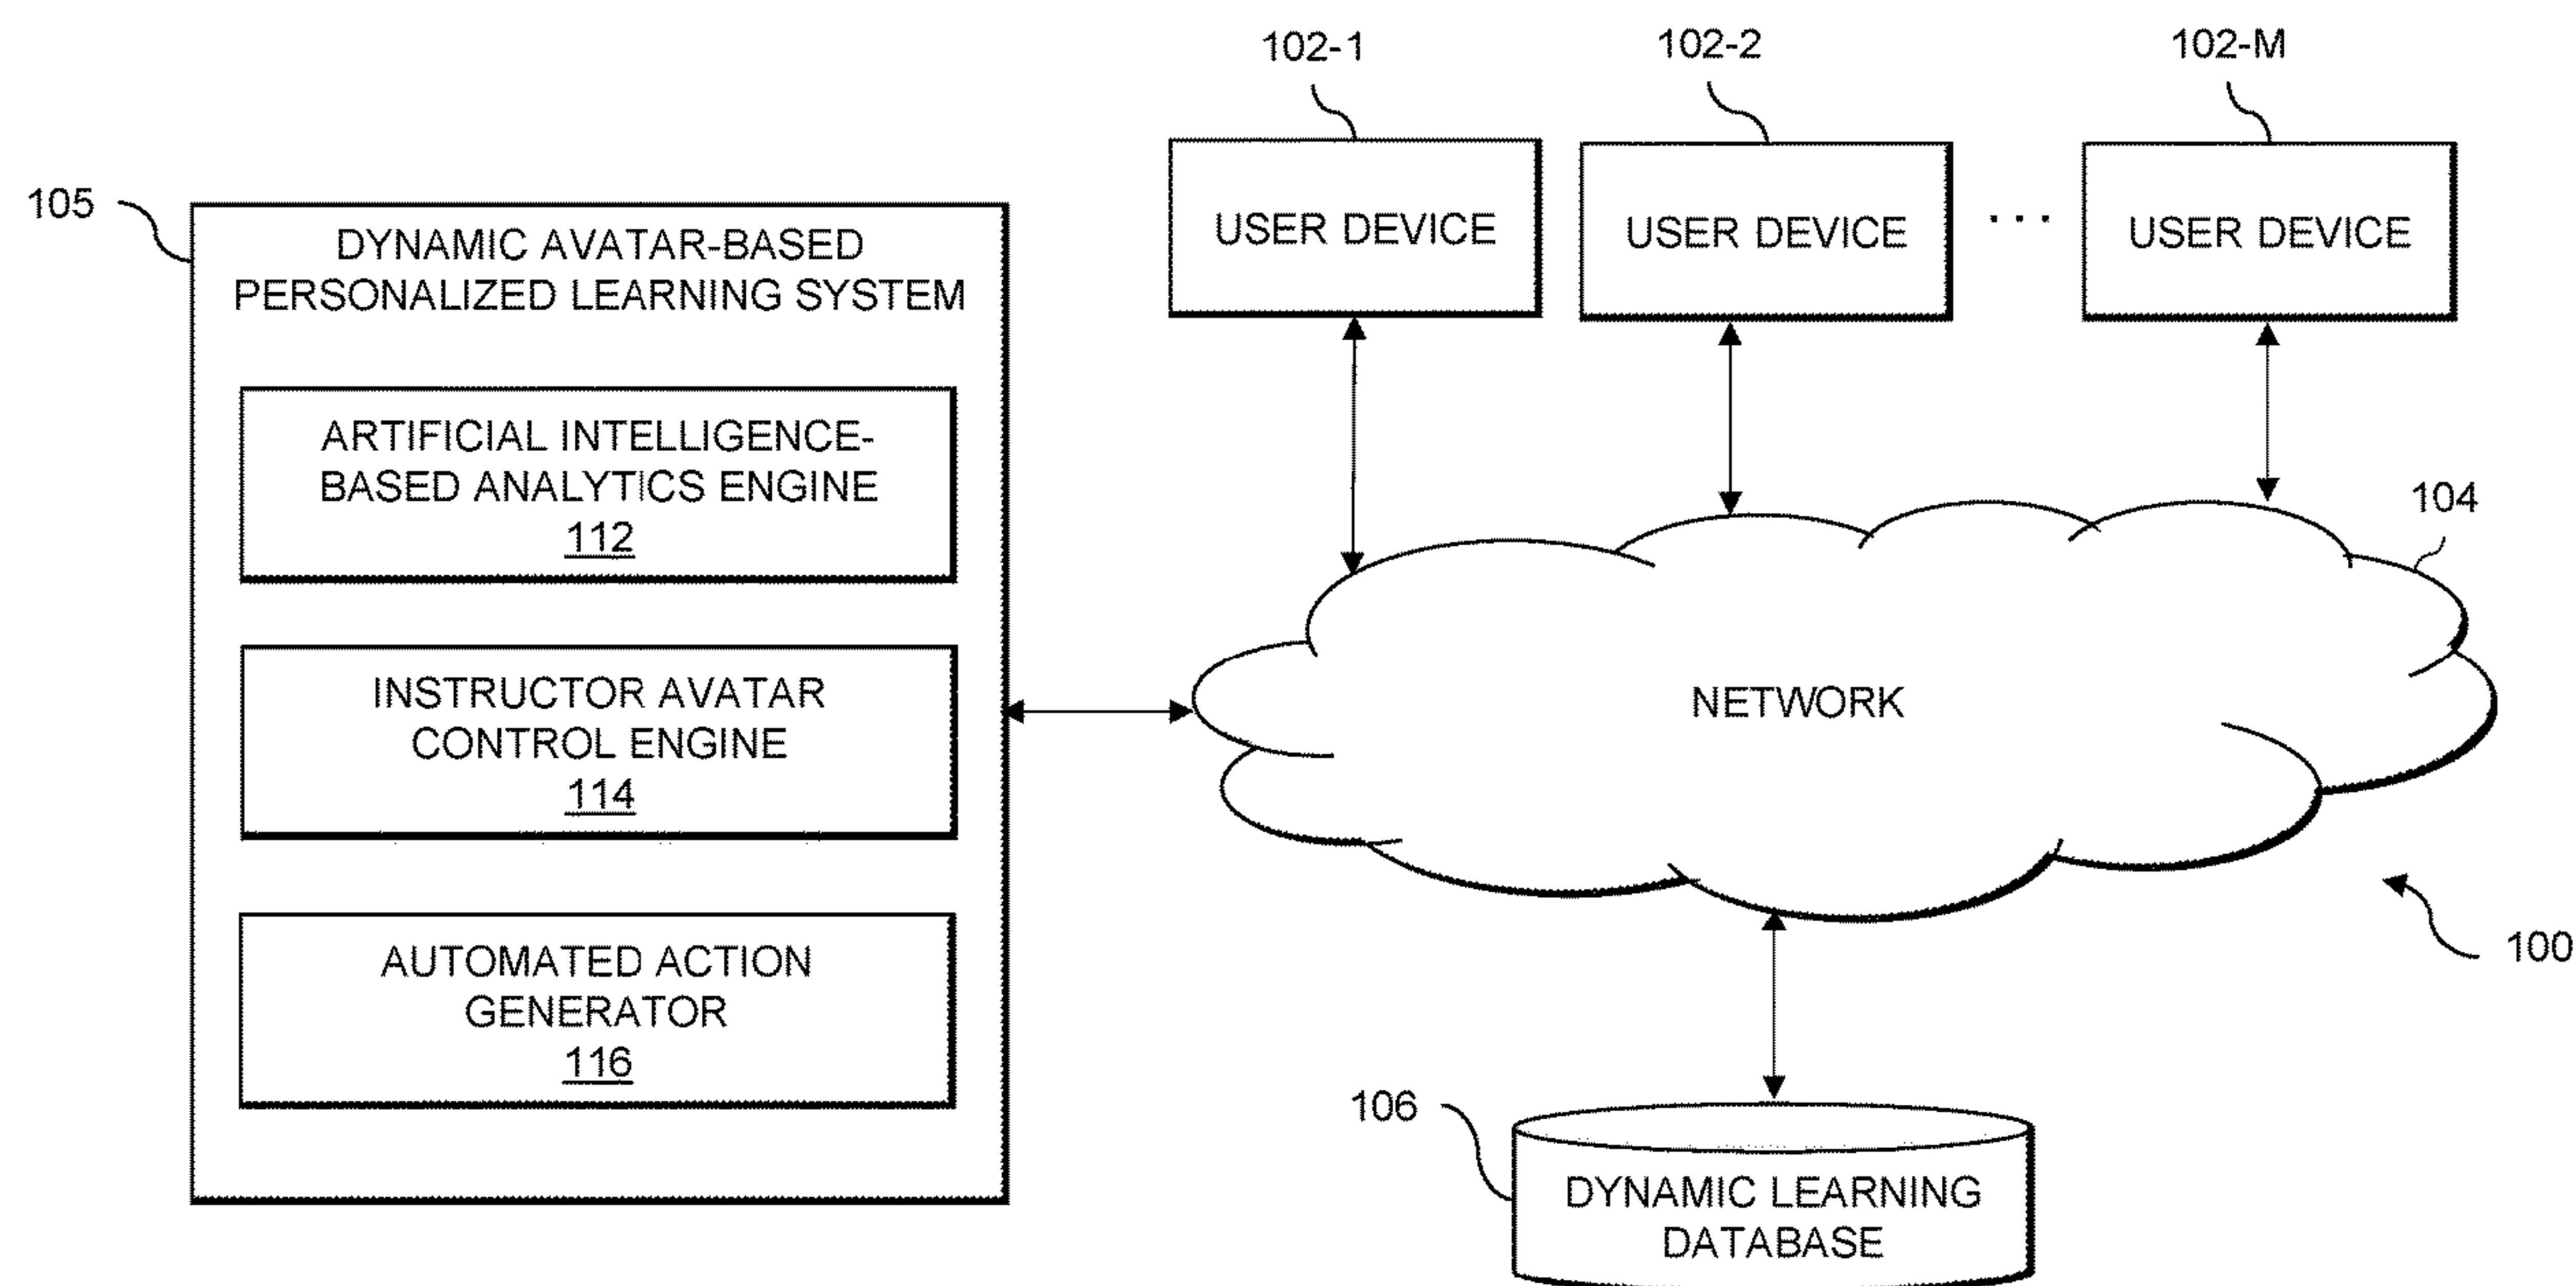 102-1
102-2
102-M
USER DEVICE
USER DEVICE
. . .
USER DEVICE
105
DYNAMIC AVATAR-BASED
PERSONALIZED LEARNING SYSTEM
ARTIFICIAL INTELLIGENCE-
BASED ANALYTICS ENGINE
112
INSTRUCTOR AVATAR
CONTROL ENGINE
114
AUTOMATED ACTION
GENERATOR
116
104
NETWORK
100
106
DYNAMIC LEARNING
DATABASE